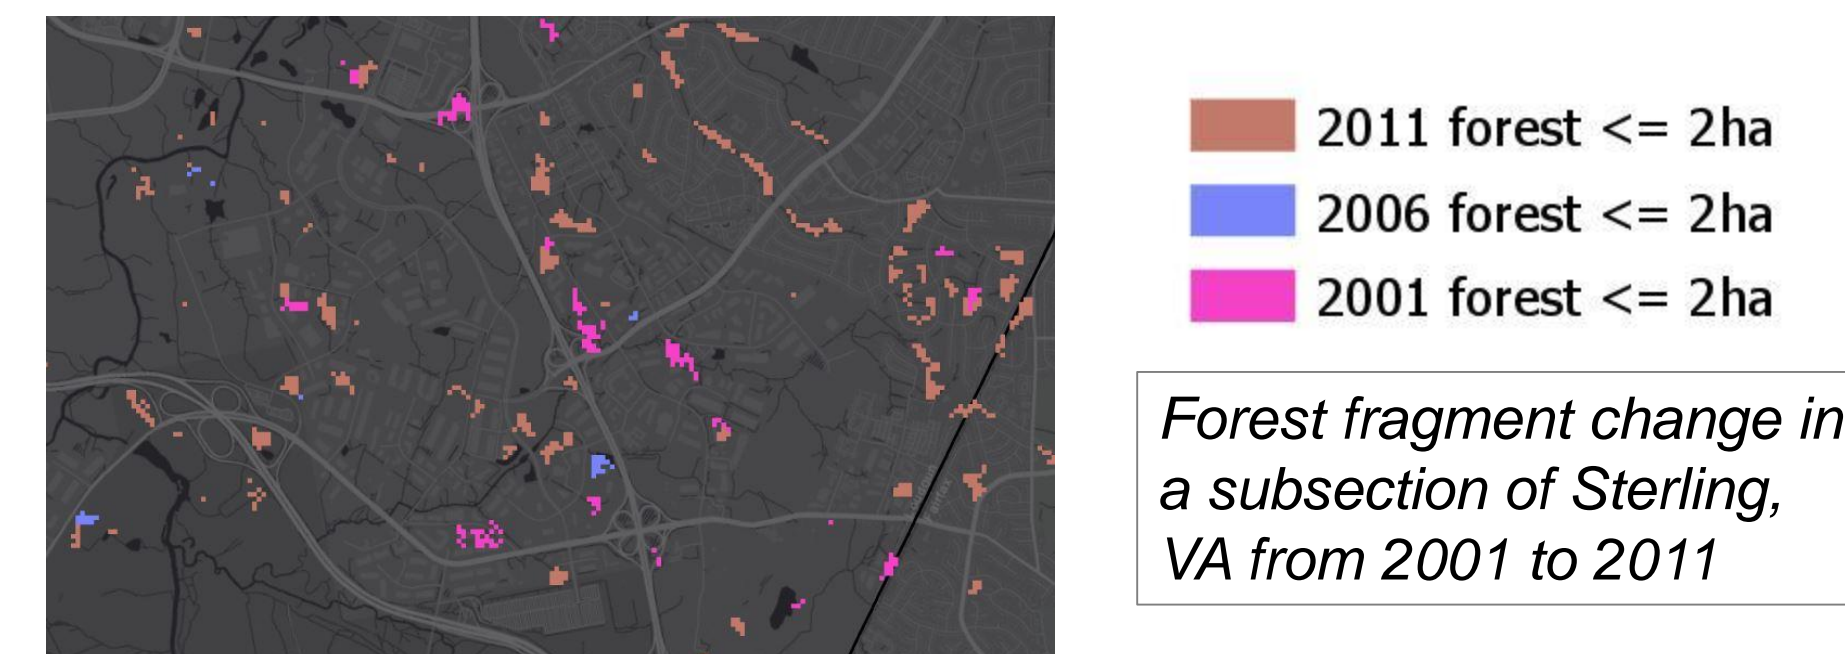 2011 forest <= 2ha
2006 forest <= 2ha
2001 forest <= 2ha
Forest fragment change in
a subsection of Sterling,
VA from 2001 to 2011